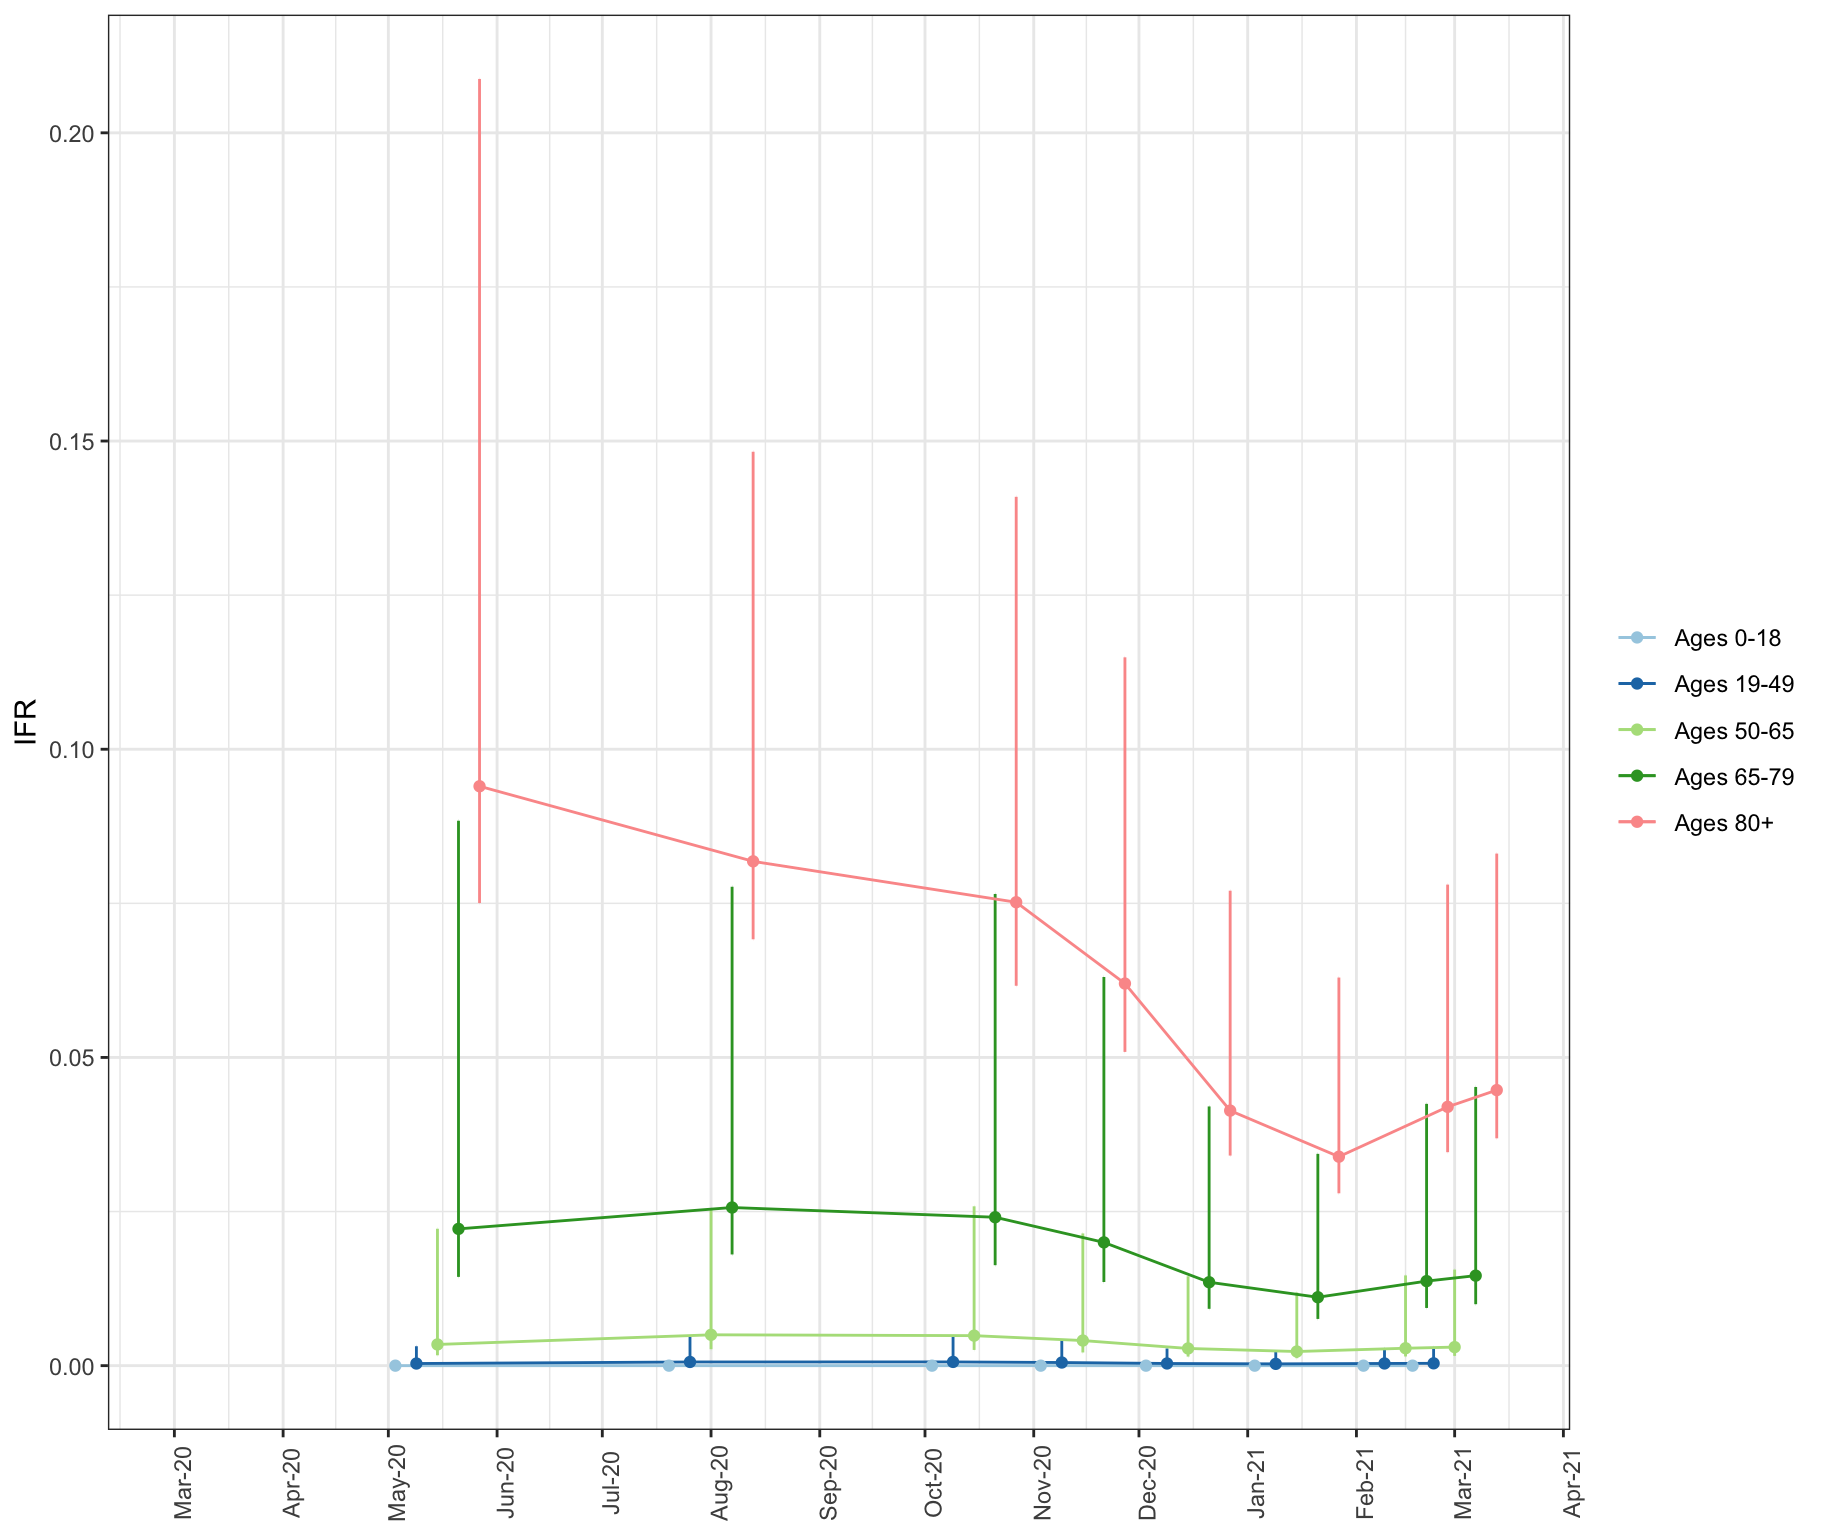 0.20
0.15
0.10
0.05
0.00
IFR
Mar-20
Apr-20
May-20
Jun-20
Jul-20
Aug-20
Sep-20
Oct-20
Nov-20
Dec-20
Jan-21
Feb-21
Mar-21
Apr-21
Ages 0-18
Ages 19-49
Ages 50-65
Ages 65-79
Ages 80+